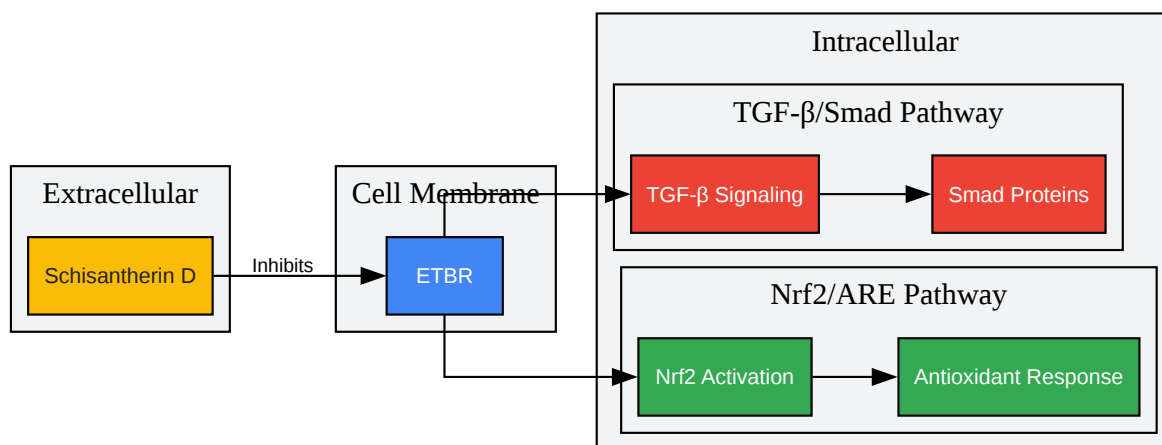 Intracellular
TGF-β/Smad Pathway
TGF-β Signaling
Smad Proteins
Extracellular
Schisantherin D
Inhibits
Cell Membrane
ETBR
Nrf2/ARE Pathway
Nrf2 Activation
Antioxidant Response